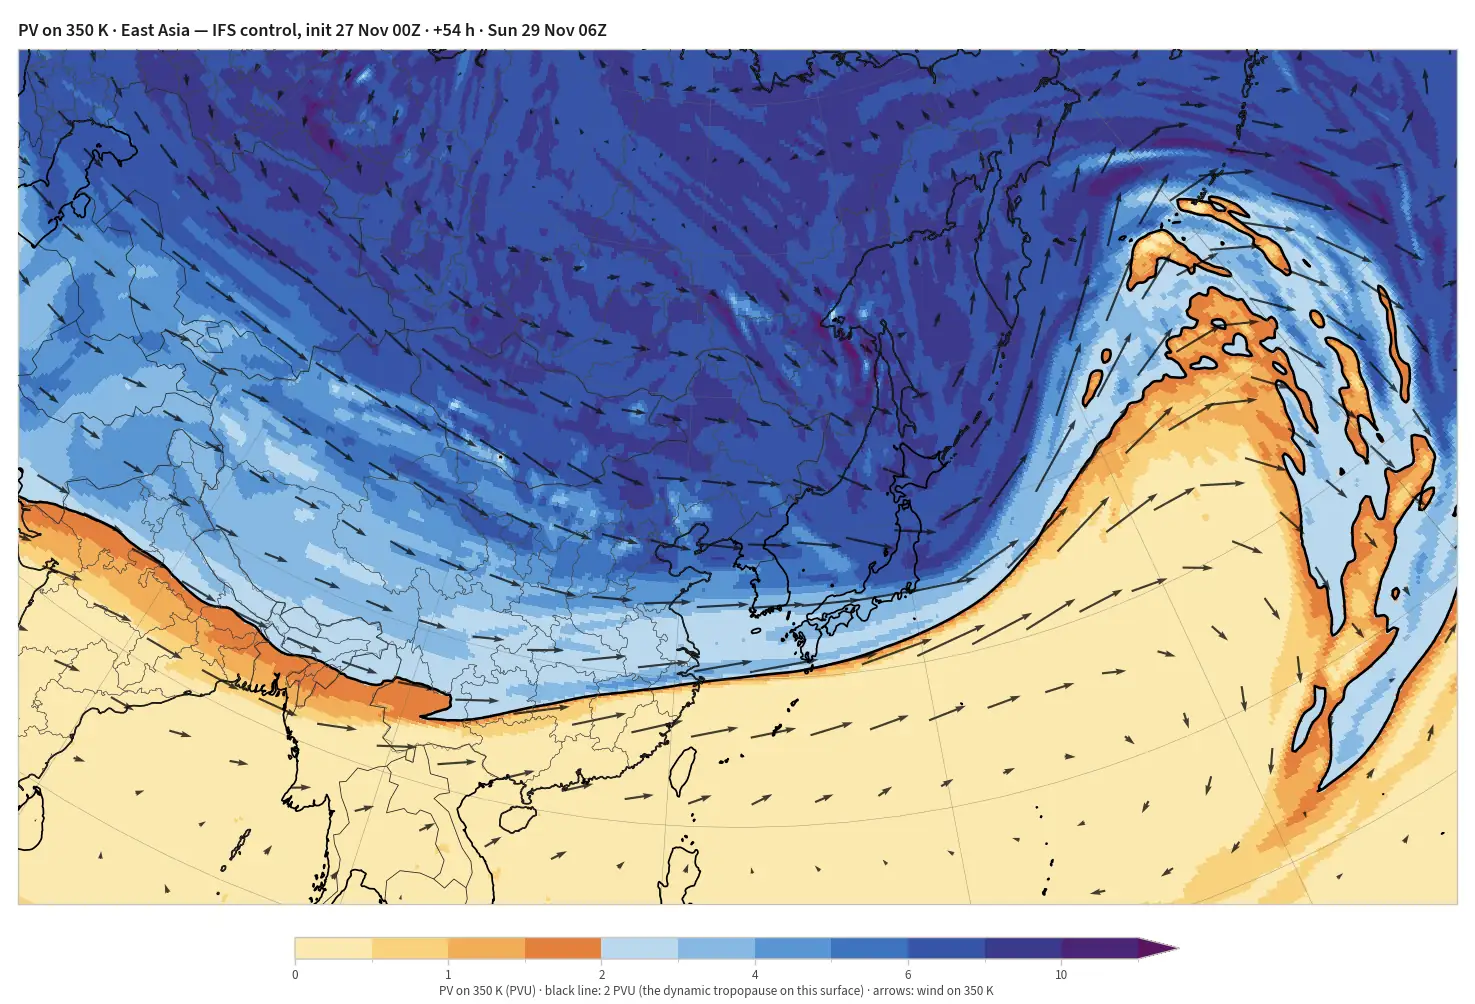 PV on 350 K · East Asia — IFS control, init 27 Nov 00Z · +54 h · Sun 29 Nov 06Z
0 1 2 4 6 10
PV on 350 K (PVU) · black line: 2 PVU (the dynamic tropopause on this surface) · arrows: wind on 350 K